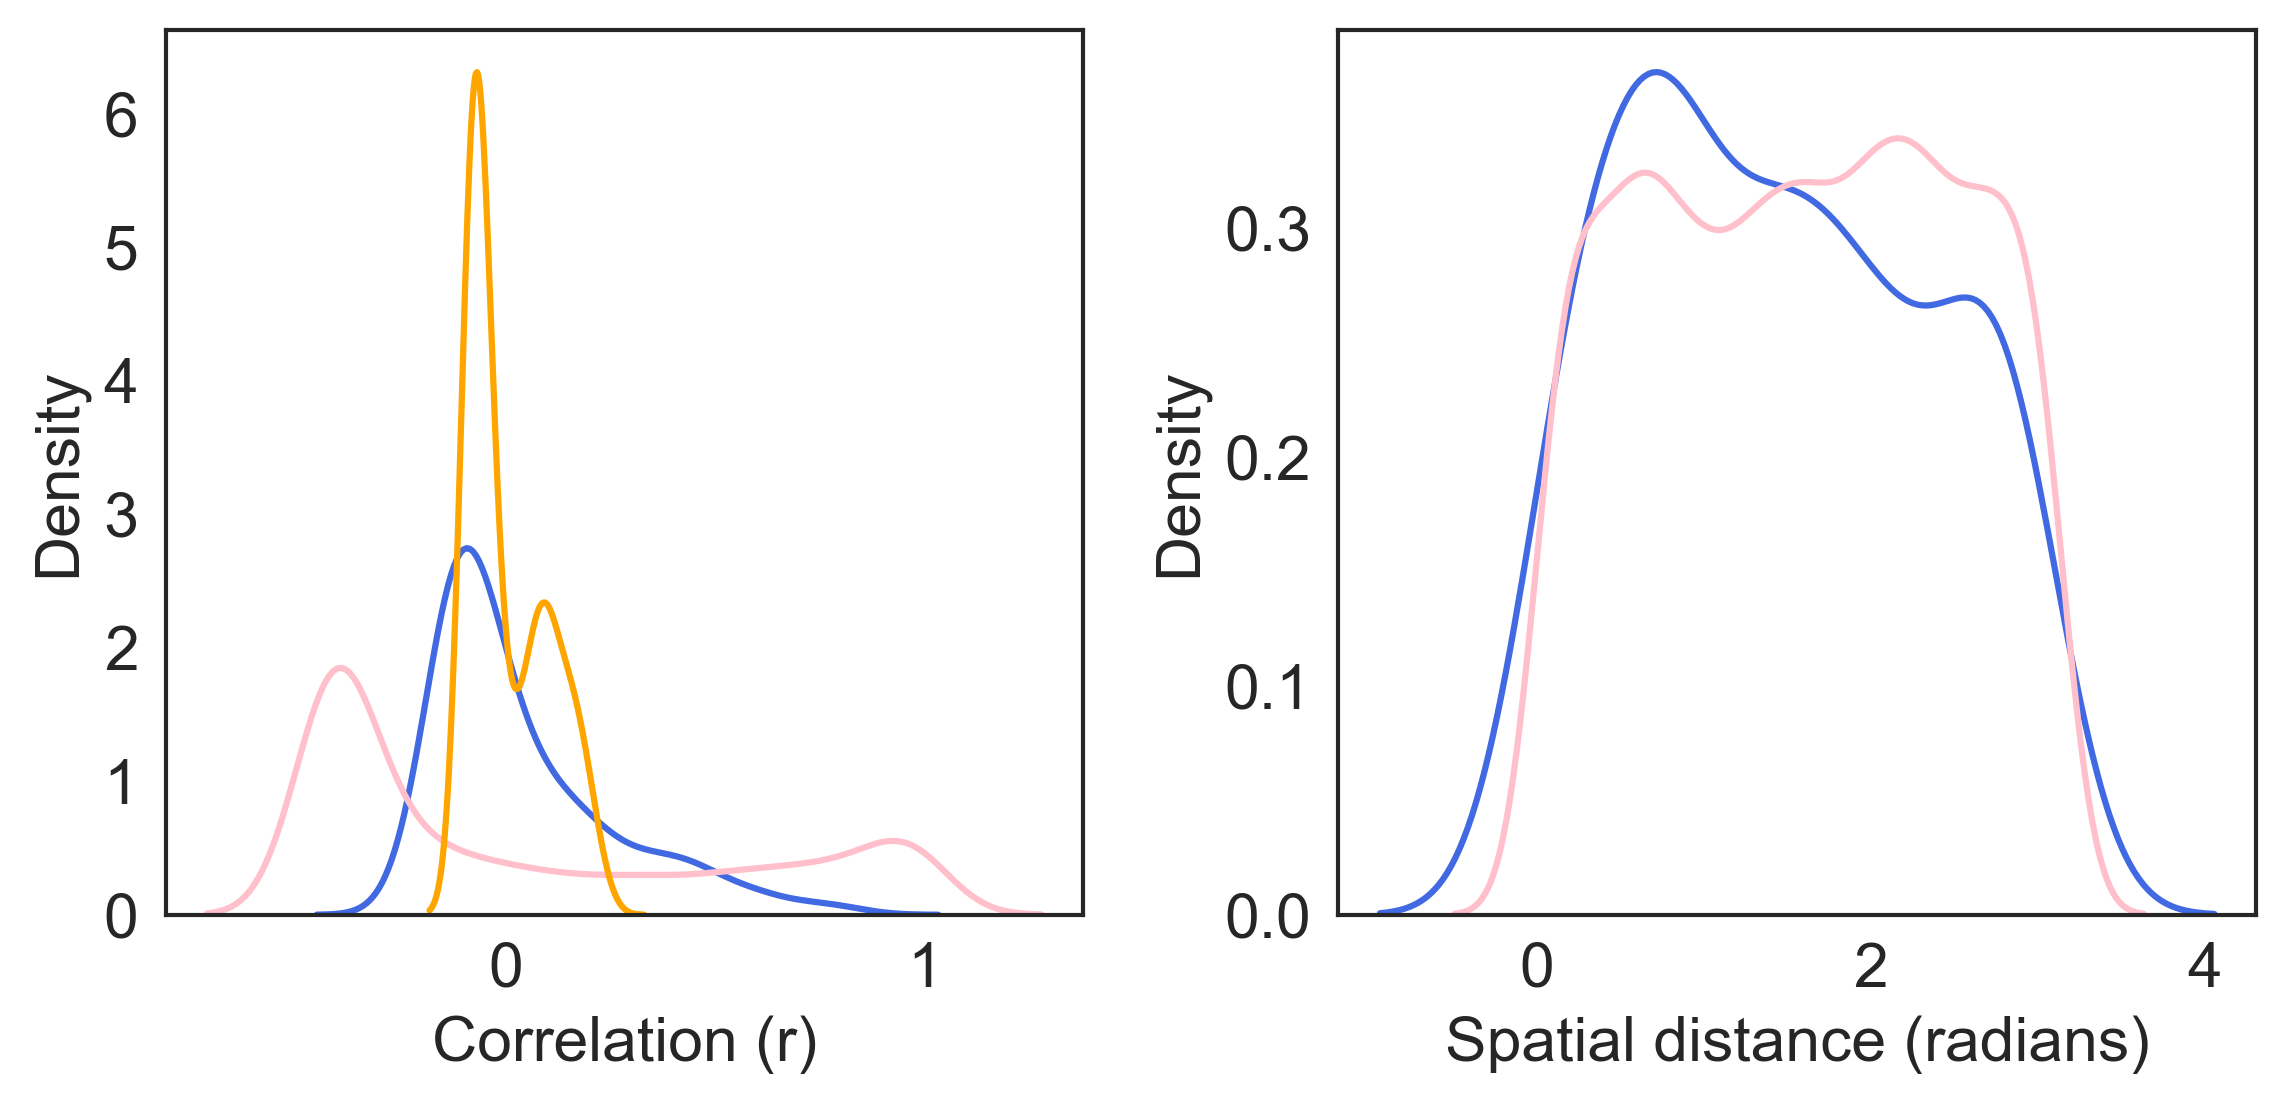 Density
6
5
4
3
2
1
0
0 1
Correlation (r)
Density
0.3
0.2
0.1
0.0
0 2 4
Spatial distance (radians)